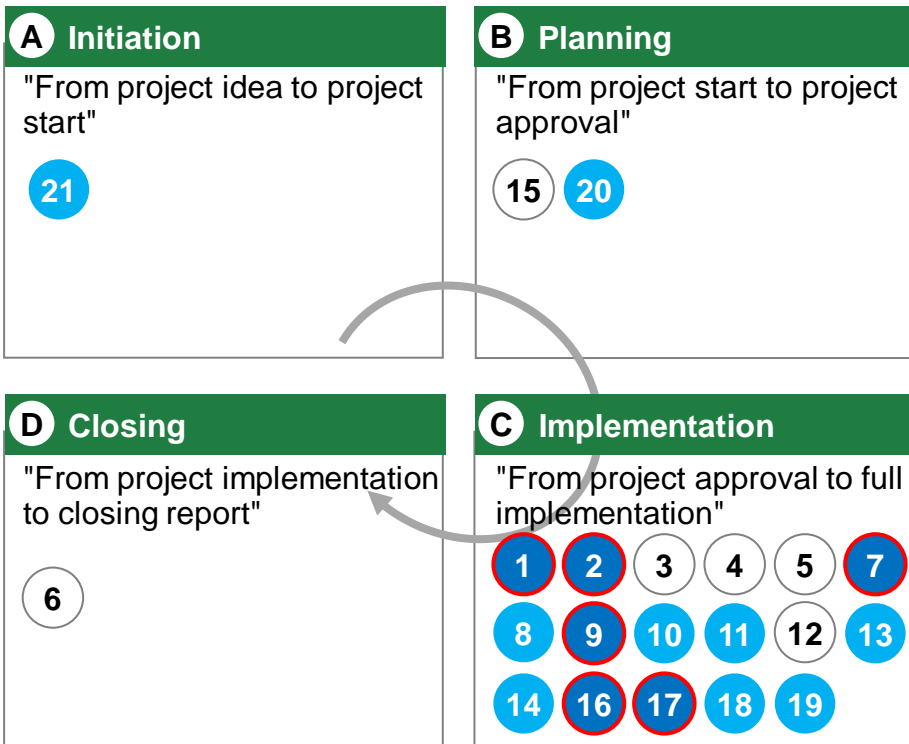 A Initiation
"From project idea to project
start"
21
B Planning
"From project start to project
approval"
15 20
D Closing
"From project implementation
to closing report"
6
C Implementation
"From project approval to full
implementation"
1 2 3 4 5 7
8 9 10 11 12 13
14 16 17 18 19